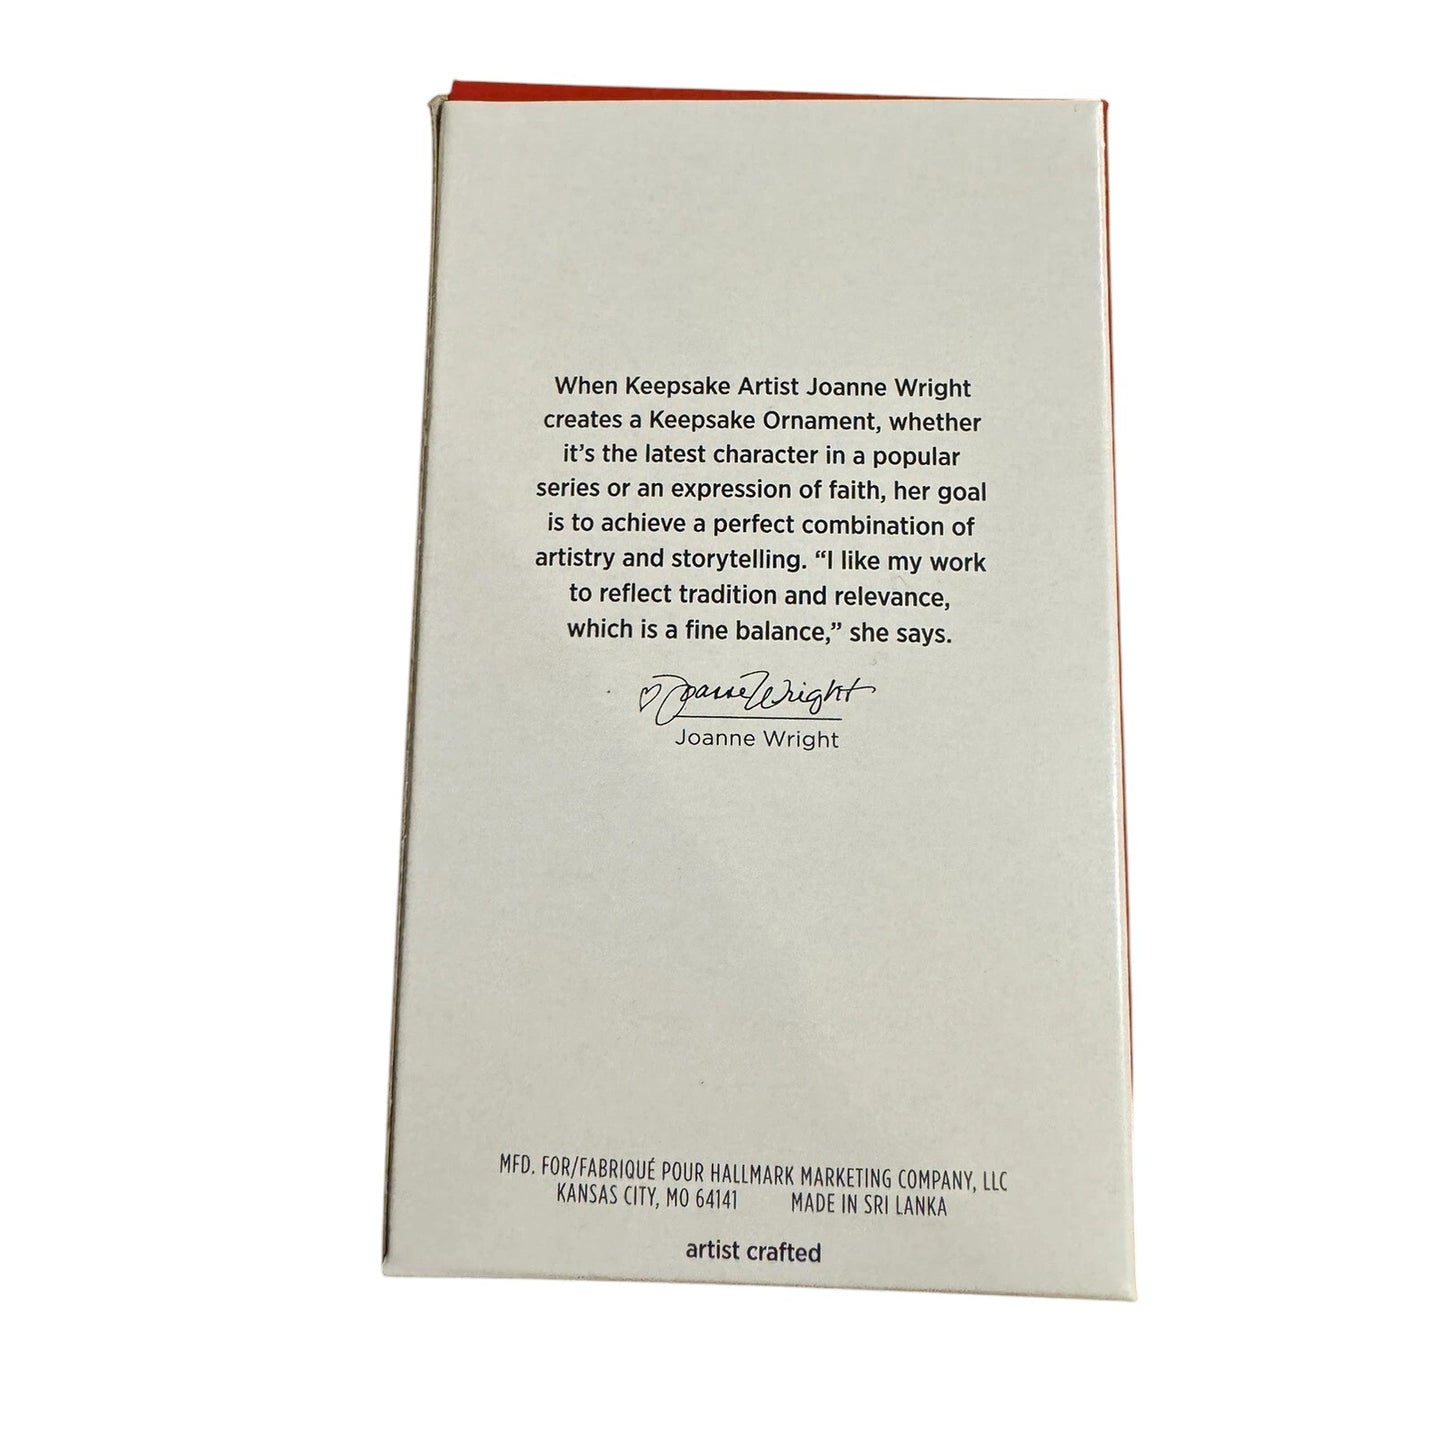 When Keepsake Artist Joanne Wright
creates a Keepsake Ornament, whether
it's the latest character in a popular
series or an expression of faith, her goal
is to achieve a perfect combination of
artistry and storytelling. “I like my work
to reflect tradition and relevance,
which is a fine balance,” she says.
♡ Joanne Wright
Joanne Wright
MFD. FOR/FABRIQUÉ POUR HALLMARK MARKETING COMPANY, LLC
KANSAS CITY, MO 64141 MADE IN SRI LANKA
artist crafted